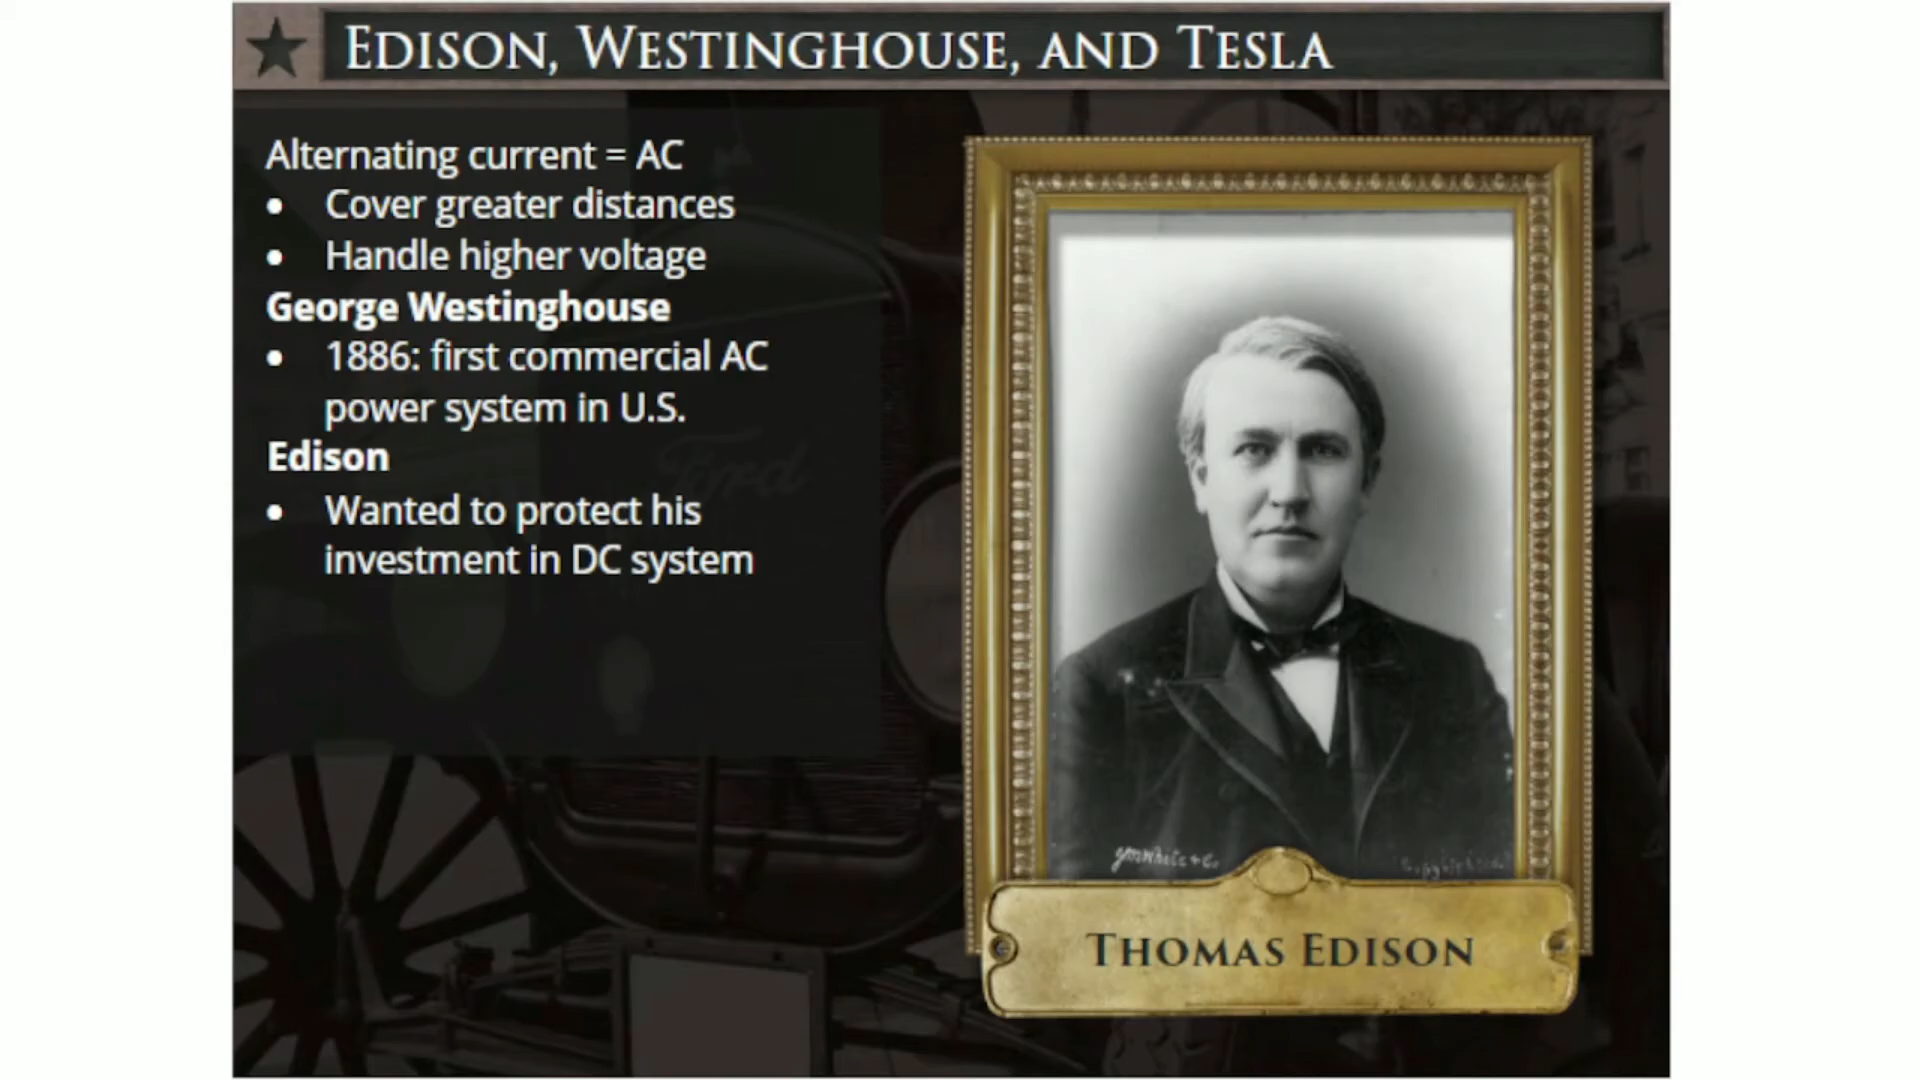 EDISON, WESTINGHOUSE, AND TESLA
Alternating current = AC
• Cover greater distances
• Handle higher voltage
George Westinghouse
• 1886: first commercial AC
power system in U.S.
Edison
• Wanted to protect his
investment in DC system
Ford
THOMAS EDISON